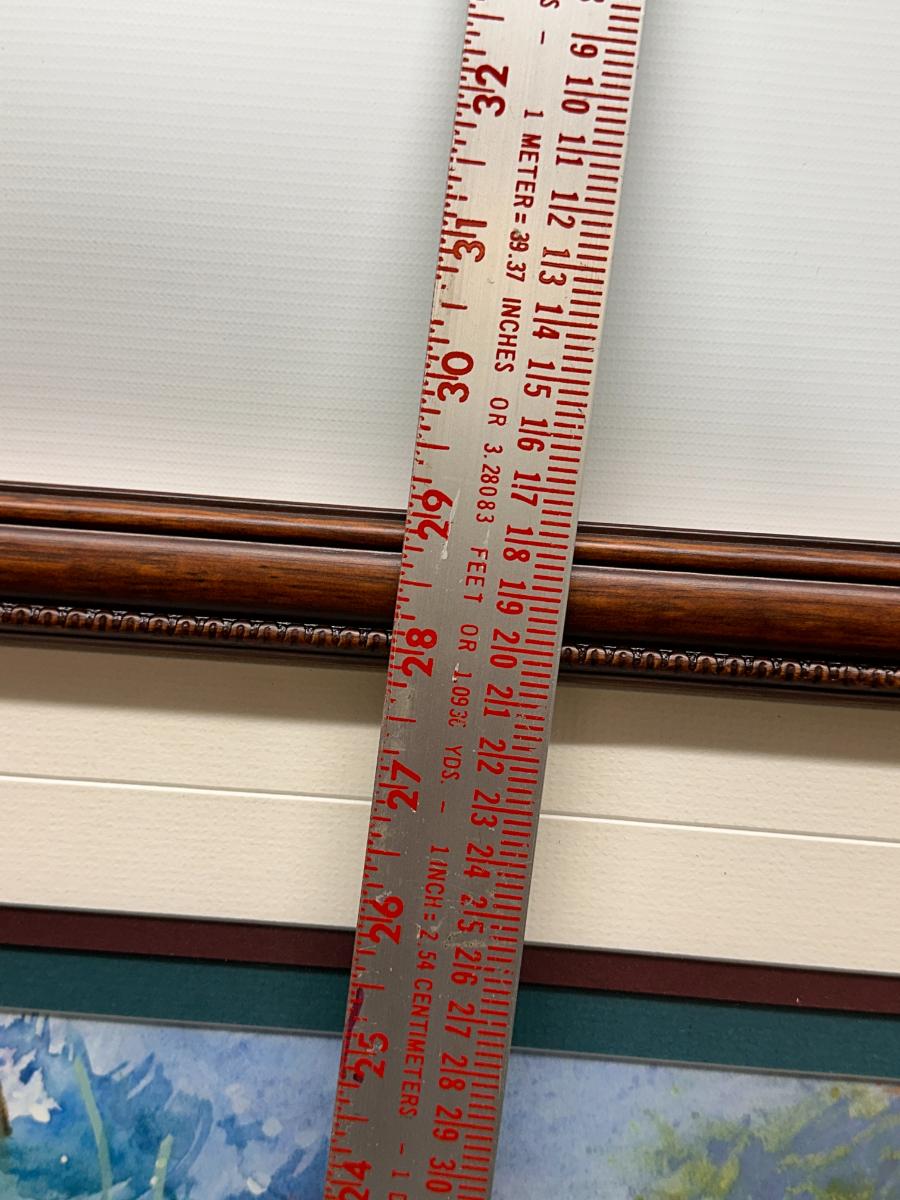 32 31 30 29 28 27 26 25 24
S - 1 METER = 39.37 INCHES OR 3.28083 FEET OR 1.0936 YDS. - 1 INCH = 2.54 CENTIMETERS - 1
9 10 11 12 13 14 15 16 17 18 19 20 21 22 23 24 25 26 27 28 29 30